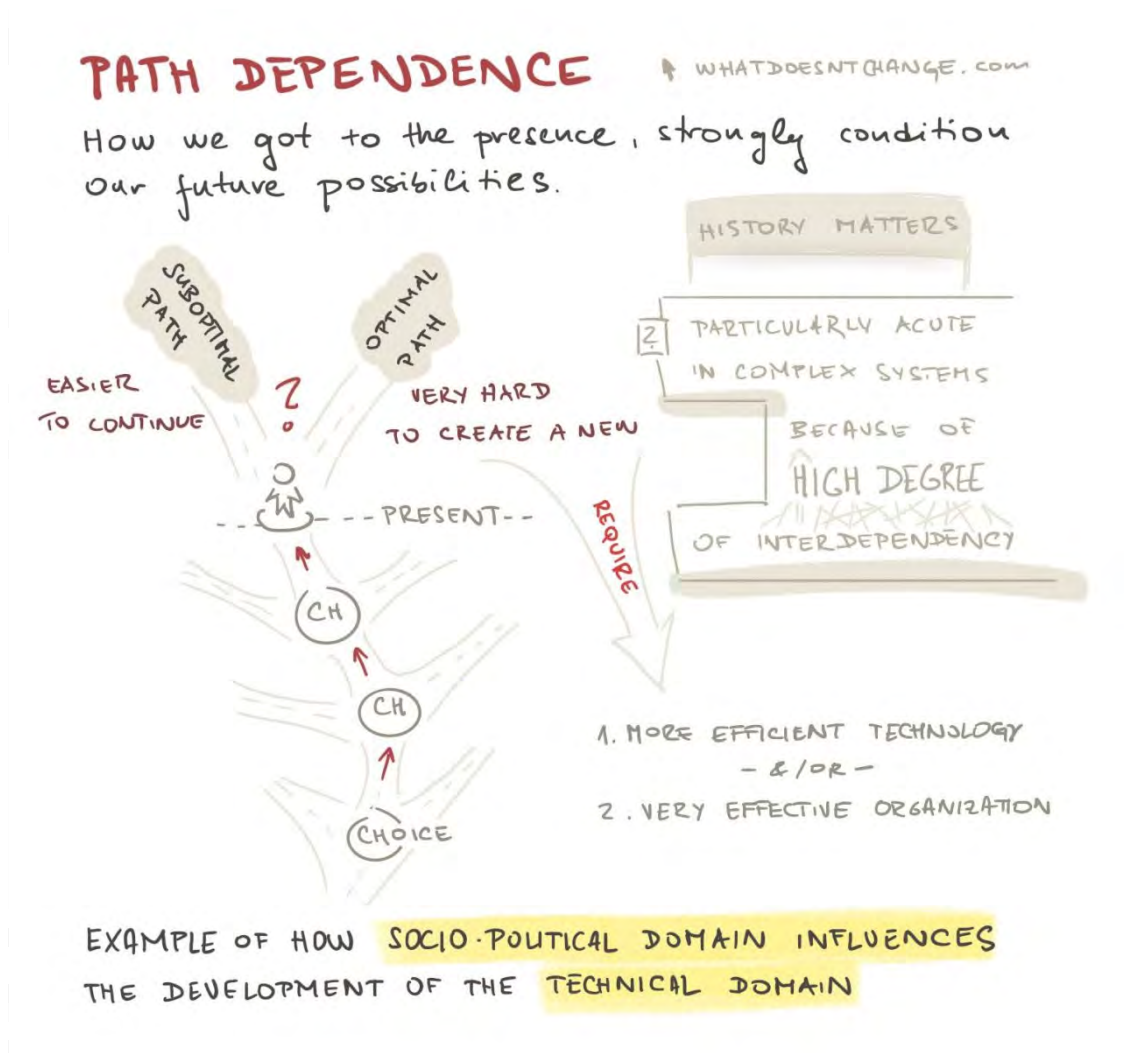 PATH DEPENDENCE
WHATDOESNTCHANGE.com
How we got to the presence, strongly condition
our future possibilities.
HISTORY MATTERS
SUBOPTIMAL
PATH
OPTIMAL
PATH
?
EASIER
TO CONTINUE
VERY HARD
TO CREATE A NEW
?
PARTICULARLY ACUTE
IN COMPLEX SYSTEMS
BECAUSE OF
HIGH DEGREE
OF INTERDEPENDENCY
--- PRESENT--
REQUIRE
CH
CH
CHOICE
1. MORE EFFICIENT TECHNOLOGY
- & /OR -
2. VERY EFFECTIVE ORGANIZATION
EXAMPLE OF HOW SOCIO·POLITICAL DOMAIN INFLUENCES
THE DEVELOPMENT OF THE TECHNICAL DOMAIN